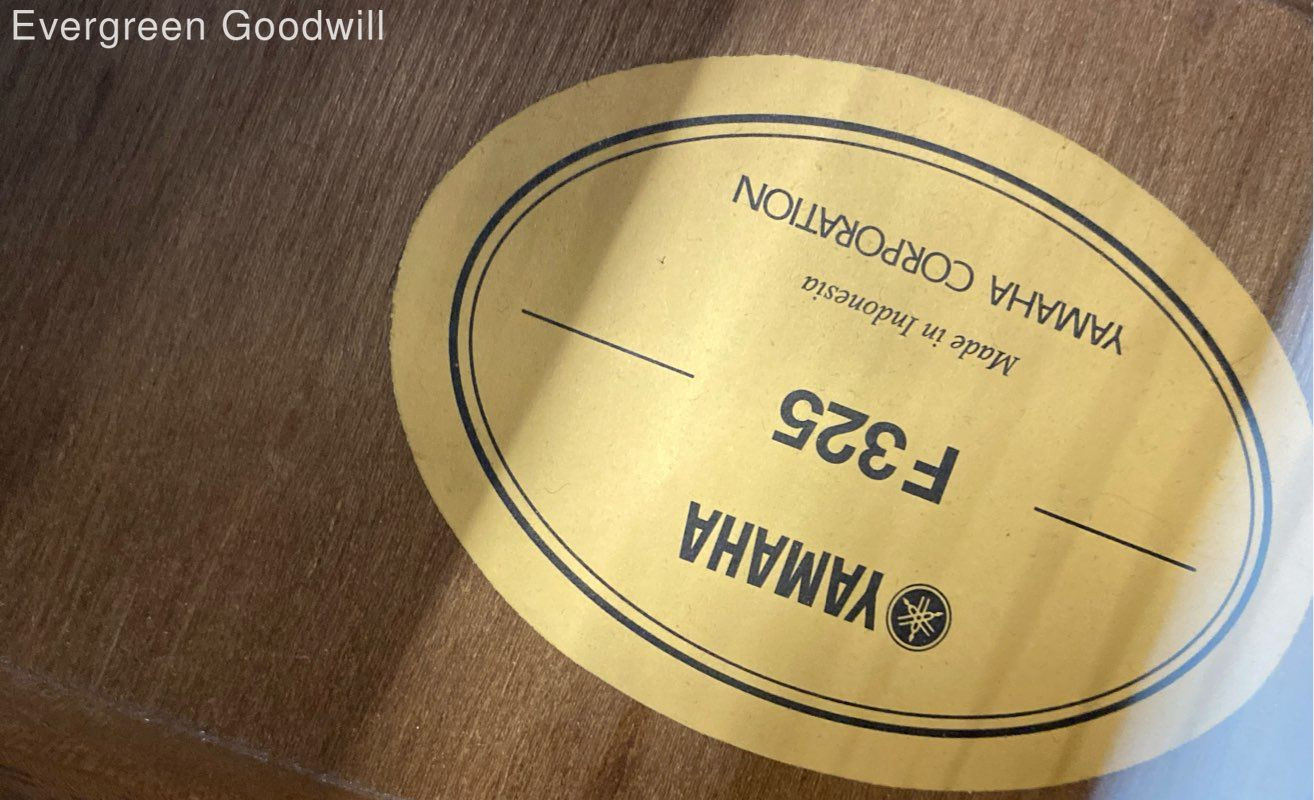 Evergreen Goodwill
YAMAHA
F325
Made in Indonesia
YAMAHA CORPORATION